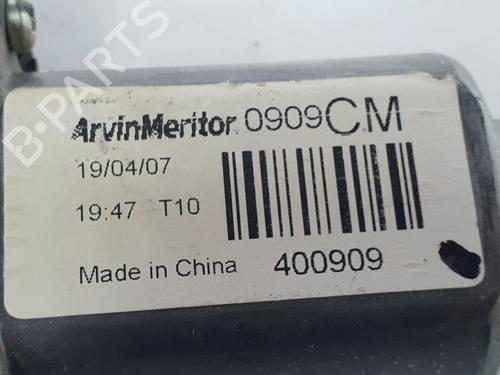 B-PARTS
ArvinMeritor 0909CM
19/04/07
19:47 T10
Made in China 400909